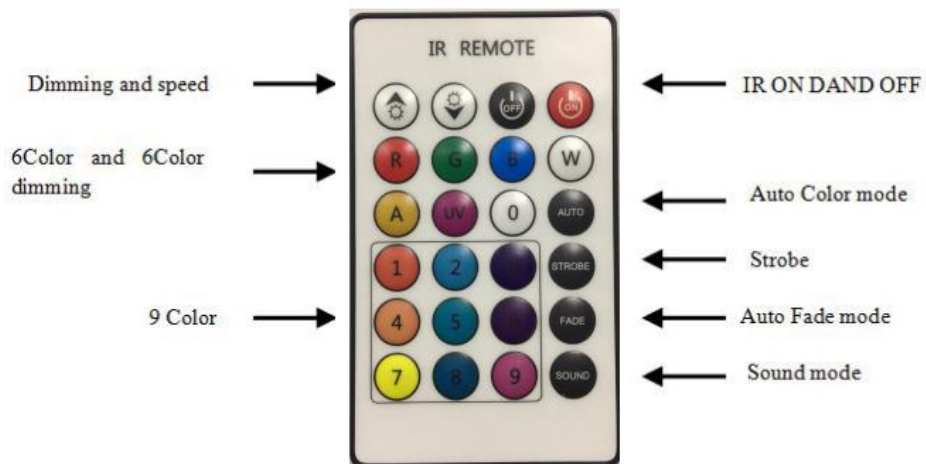 IR REMOTE
Dimming and speed
OFF
ON
IR ON DAND OFF
6Color and 6Color
dimming
R
G
B
W
A
UV
0
AUTO
Auto Color mode
1
2
STROBE
Strobe
9 Color
4
5
FADE
Auto Fade mode
7
8
9
SOUND
Sound mode